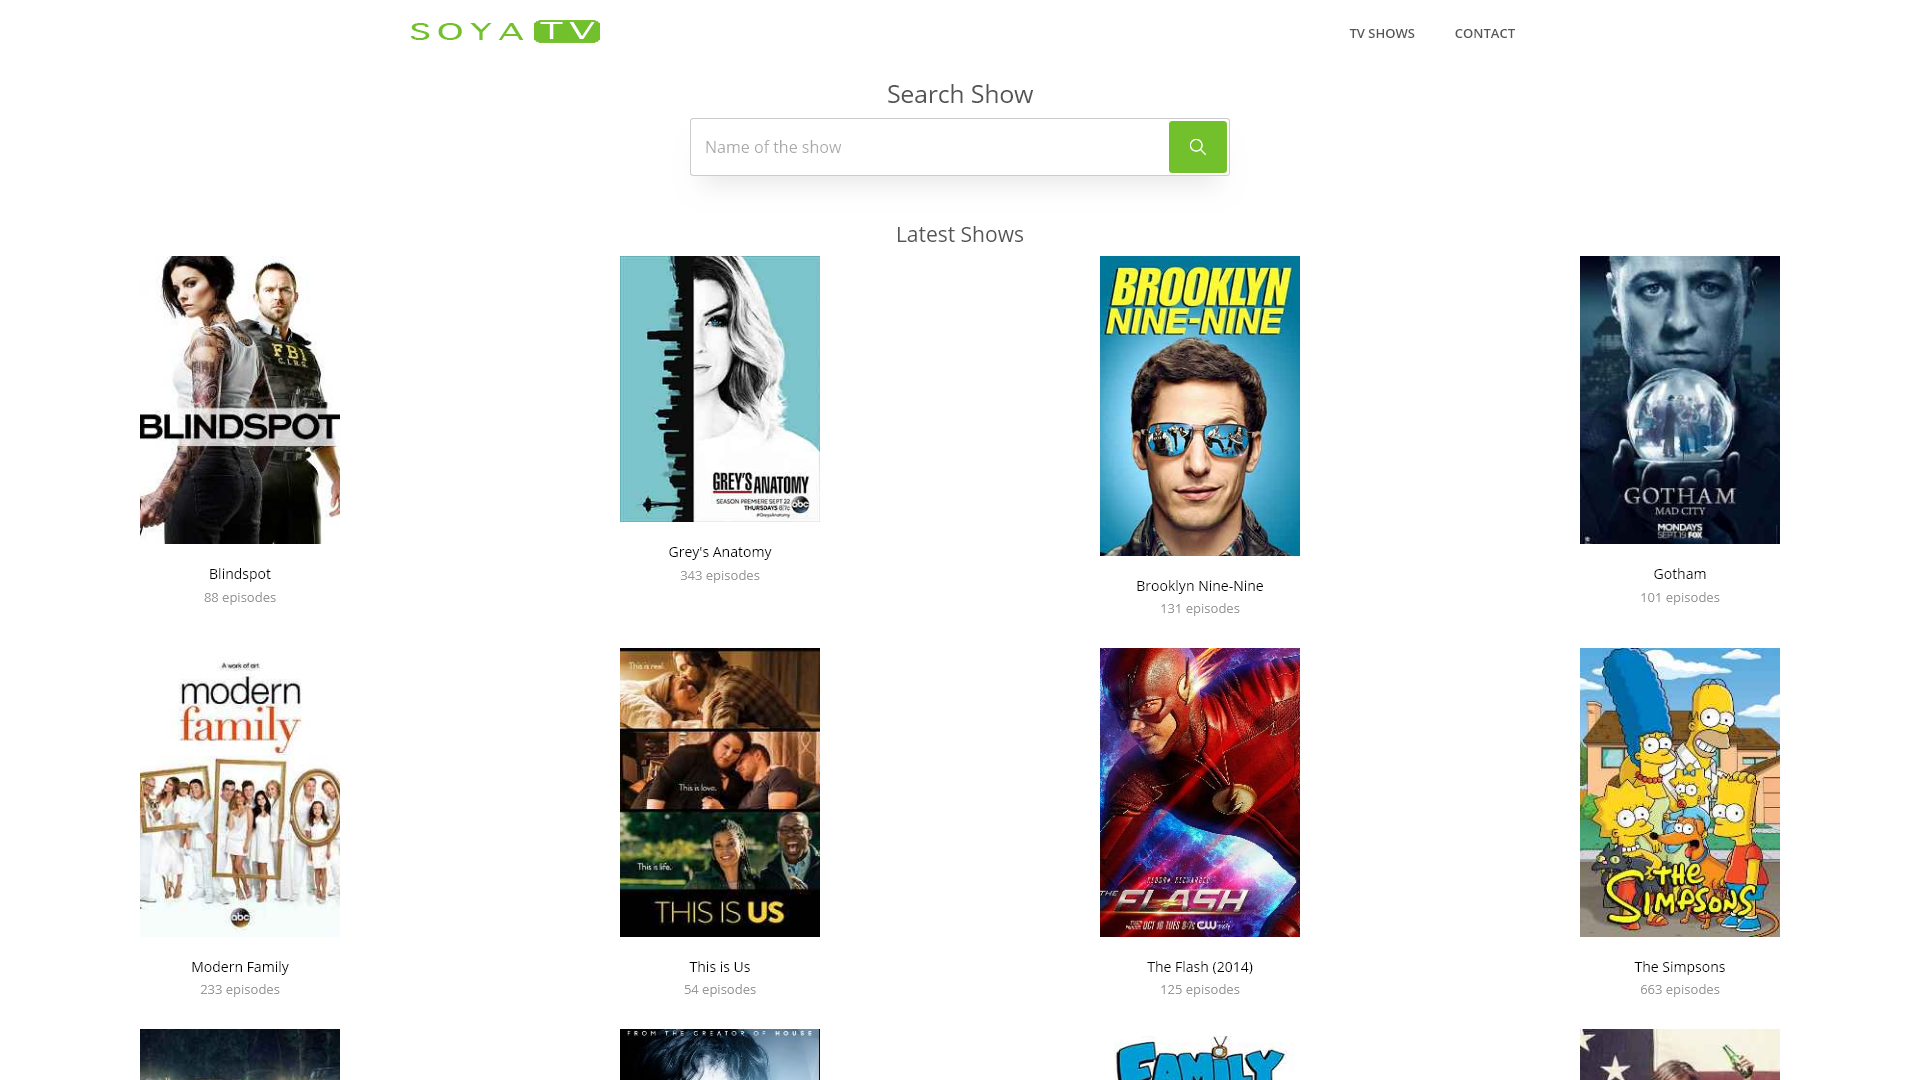 SOYA TV
TV SHOWS
CONTACT
Search Show
Name of the show
Latest Shows
FBI
BLINDSPOT
Blindspot
88 episodes
GREY'S ANATOMY
SEASON PREMIERE SEPT 22
THURSDAYS 8|7c
abc
#GreysAnatomy
Grey's Anatomy
343 episodes
BROOKLYN
NINE-NINE
Brooklyn Nine-Nine
131 episodes
GOTHAM
MAD CITY
MONDAYS
SEPT 19 FOX
Gotham
101 episodes
A work of art
modern
family
abc
Modern Family
233 episodes
This is real.
This is love.
This is life.
THIS IS US
This is Us
54 episodes
THE
FLASH
OCT 10 TUES 8/7c CW
The Flash (2014)
125 episodes
THE
SIMPSONS
The Simpsons
663 episodes
FROM THE CREATOR OF HOUSE
FAMILY